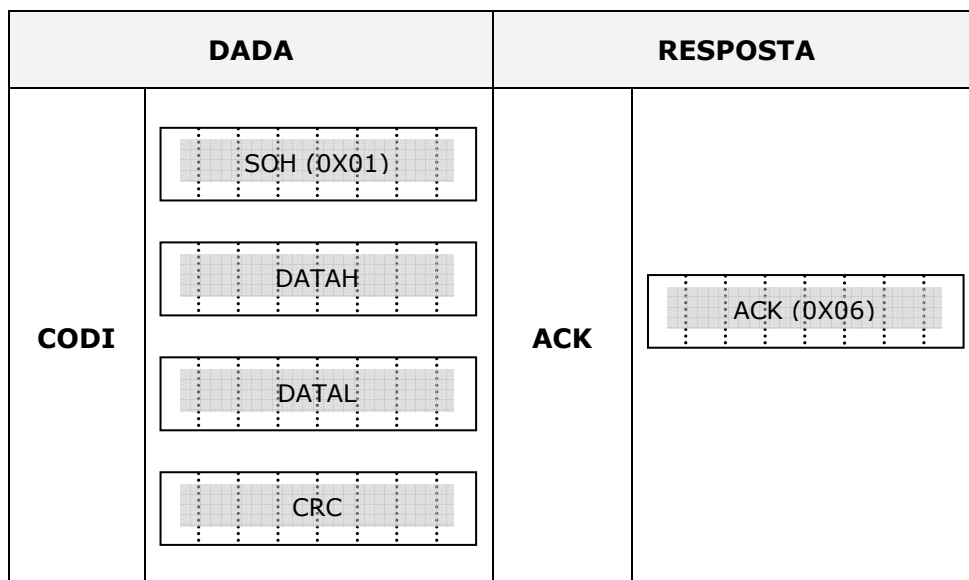 DADA
RESPOSTA
CODI
SOH (0X01)
DATAH
DATAL
CRC
ACK
ACK (0X06)